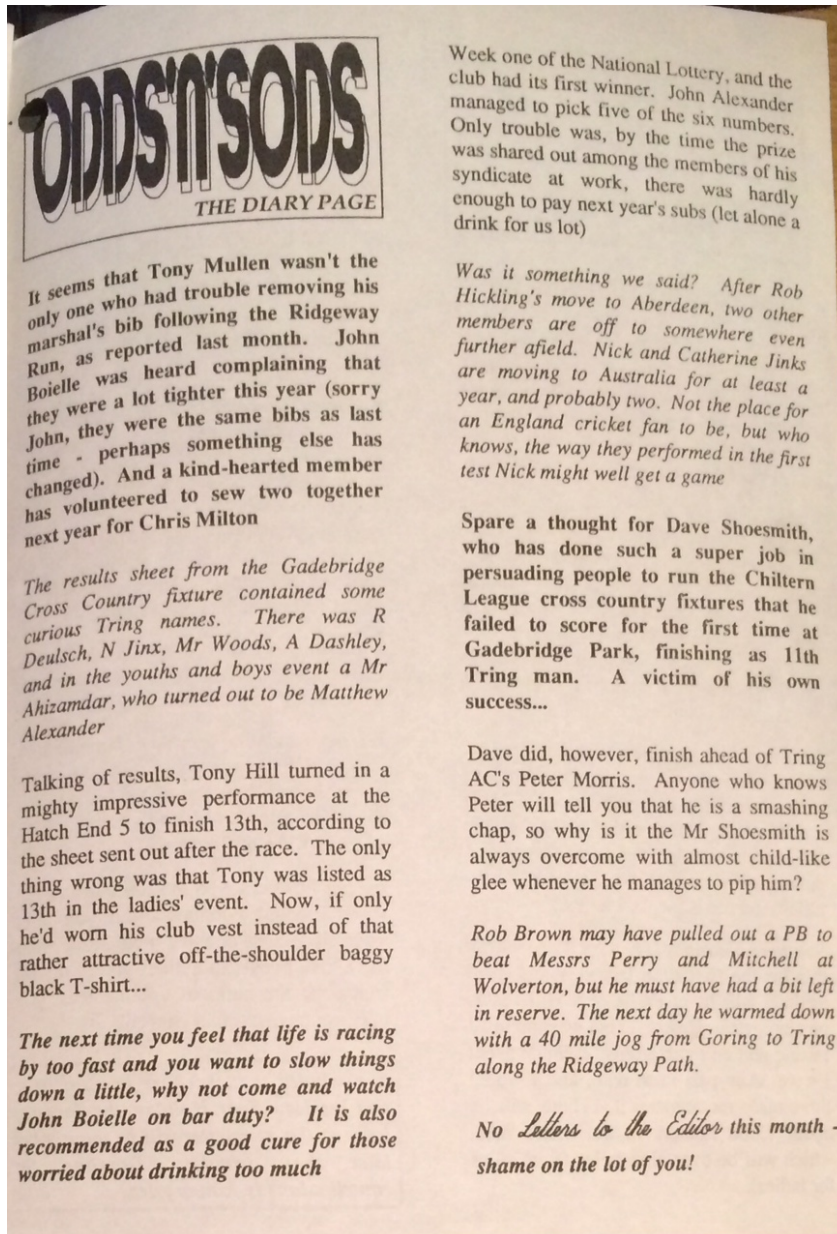 ODDS'N'SODS
THE DIARY PAGE
It seems that Tony Mullen wasn't the
only one who had trouble removing his
marshal's bib following the Ridgeway
Run, as reported last month. John
Boielle was heard complaining that
they were a lot tighter this year (sorry
John, they were the same bibs as last
time - perhaps something else has
changed). And a kind-hearted member
has volunteered to sew two together
next year for Chris Milton
The results sheet from the Gadebridge
Cross Country fixture contained some
curious Tring names. There was R
Deulsch, N Jinx, Mr Woods, A Dashley,
and in the youths and boys event a Mr
Ahizamdar, who turned out to be Matthew
Alexander
Talking of results, Tony Hill turned in a
mighty impressive performance at the
Hatch End 5 to finish 13th, according to
the sheet sent out after the race. The only
thing wrong was that Tony was listed as
13th in the ladies' event. Now, if only
he'd worn his club vest instead of that
rather attractive off-the-shoulder baggy
black T-shirt...
The next time you feel that life is racing
by too fast and you want to slow things
down a little, why not come and watch
John Boielle on bar duty? It is also
recommended as a good cure for those
worried about drinking too much
Week one of the National Lottery, and the
club had its first winner. John Alexander
managed to pick five of the six numbers.
Only trouble was, by the time the prize
was shared out among the members of his
syndicate at work, there was hardly
enough to pay next year's subs (let alone a
drink for us lot)
Was it something we said? After Rob
Hickling's move to Aberdeen, two other
members are off to somewhere even
further afield. Nick and Catherine Jinks
are moving to Australia for at least a
year, and probably two. Not the place for
an England cricket fan to be, but who
knows, the way they performed in the first
test Nick might well get a game
Spare a thought for Dave Shoesmith,
who has done such a super job in
persuading people to run the Chiltern
League cross country fixtures that he
failed to score for the first time at
Gadebridge Park, finishing as 11th
Tring man. A victim of his own
success...
Dave did, however, finish ahead of Tring
AC's Peter Morris. Anyone who knows
Peter will tell you that he is a smashing
chap, so why is it the Mr Shoesmith is
always overcome with almost child-like
glee whenever he manages to pip him?
Rob Brown may have pulled out a PB to
beat Messrs Perry and Mitchell at
Wolverton, but he must have had a bit left
in reserve. The next day he warmed down
with a 40 mile jog from Goring to Tring
along the Ridgeway Path.
No Letters to the Editor this month -
shame on the lot of you!